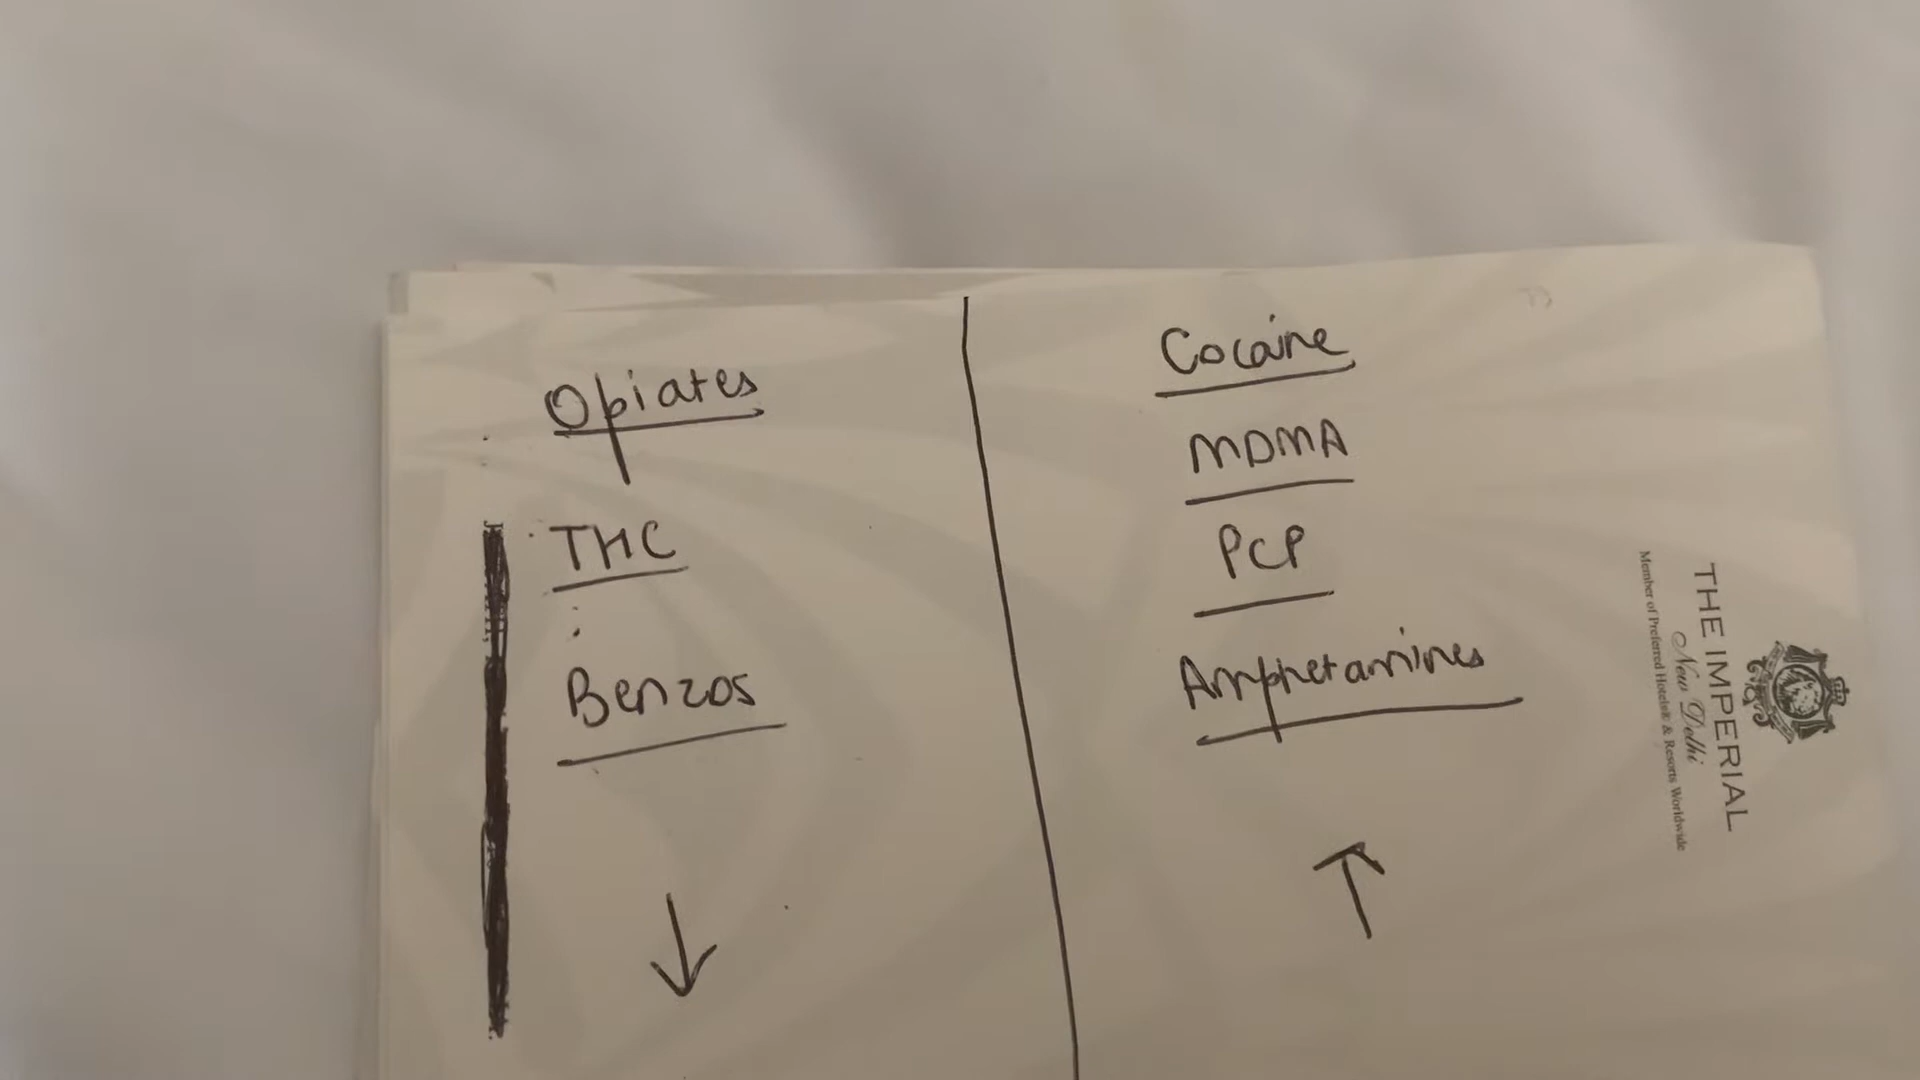 Opiates
THC
Benzos
Cocaine
MDMA
PCP
Amphetamines
THE IMPERIAL
New Delhi
Member of Preferred Hotels® & Resorts Worldwide